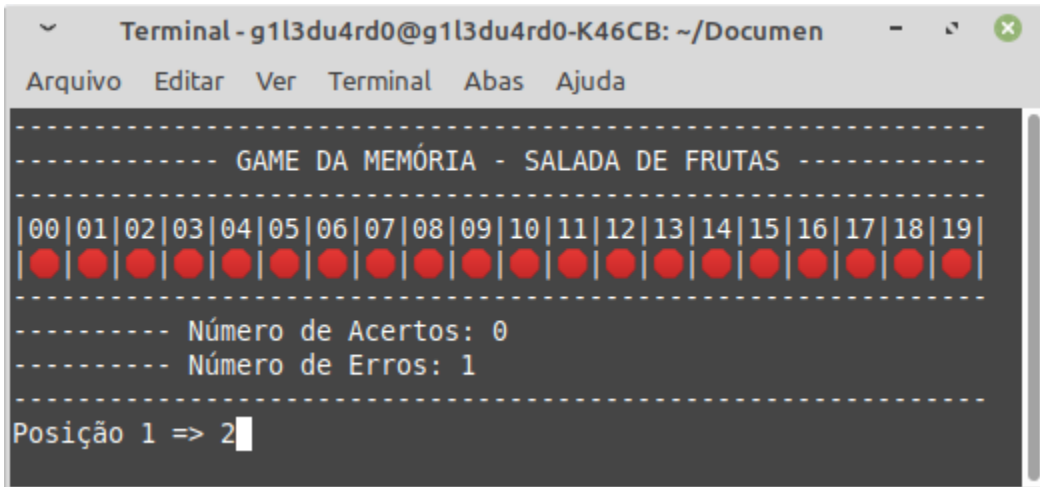 Terminal - g1l3du4rd0@g1l3du4rd0-K46CB: ~/Documen
Arquivo Editar Ver Terminal Abas Ajuda
-------------------------------------------------------------
------------- GAME DA MEMÓRIA - SALADA DE FRUTAS ------------
-------------------------------------------------------------
|00|01|02|03|04|05|06|07|08|09|10|11|12|13|14|15|16|17|18|19|
|🛑|🛑|🛑|🛑|🛑|🛑|🛑|🛑|🛑|🛑|🛑|🛑|🛑|🛑|🛑|🛑|🛑|🛑|🛑|🛑|
-------------------------------------------------------------
---------- Número de Acertos: 0
---------- Número de Erros: 1
-------------------------------------------------------------
Posição 1 => 2